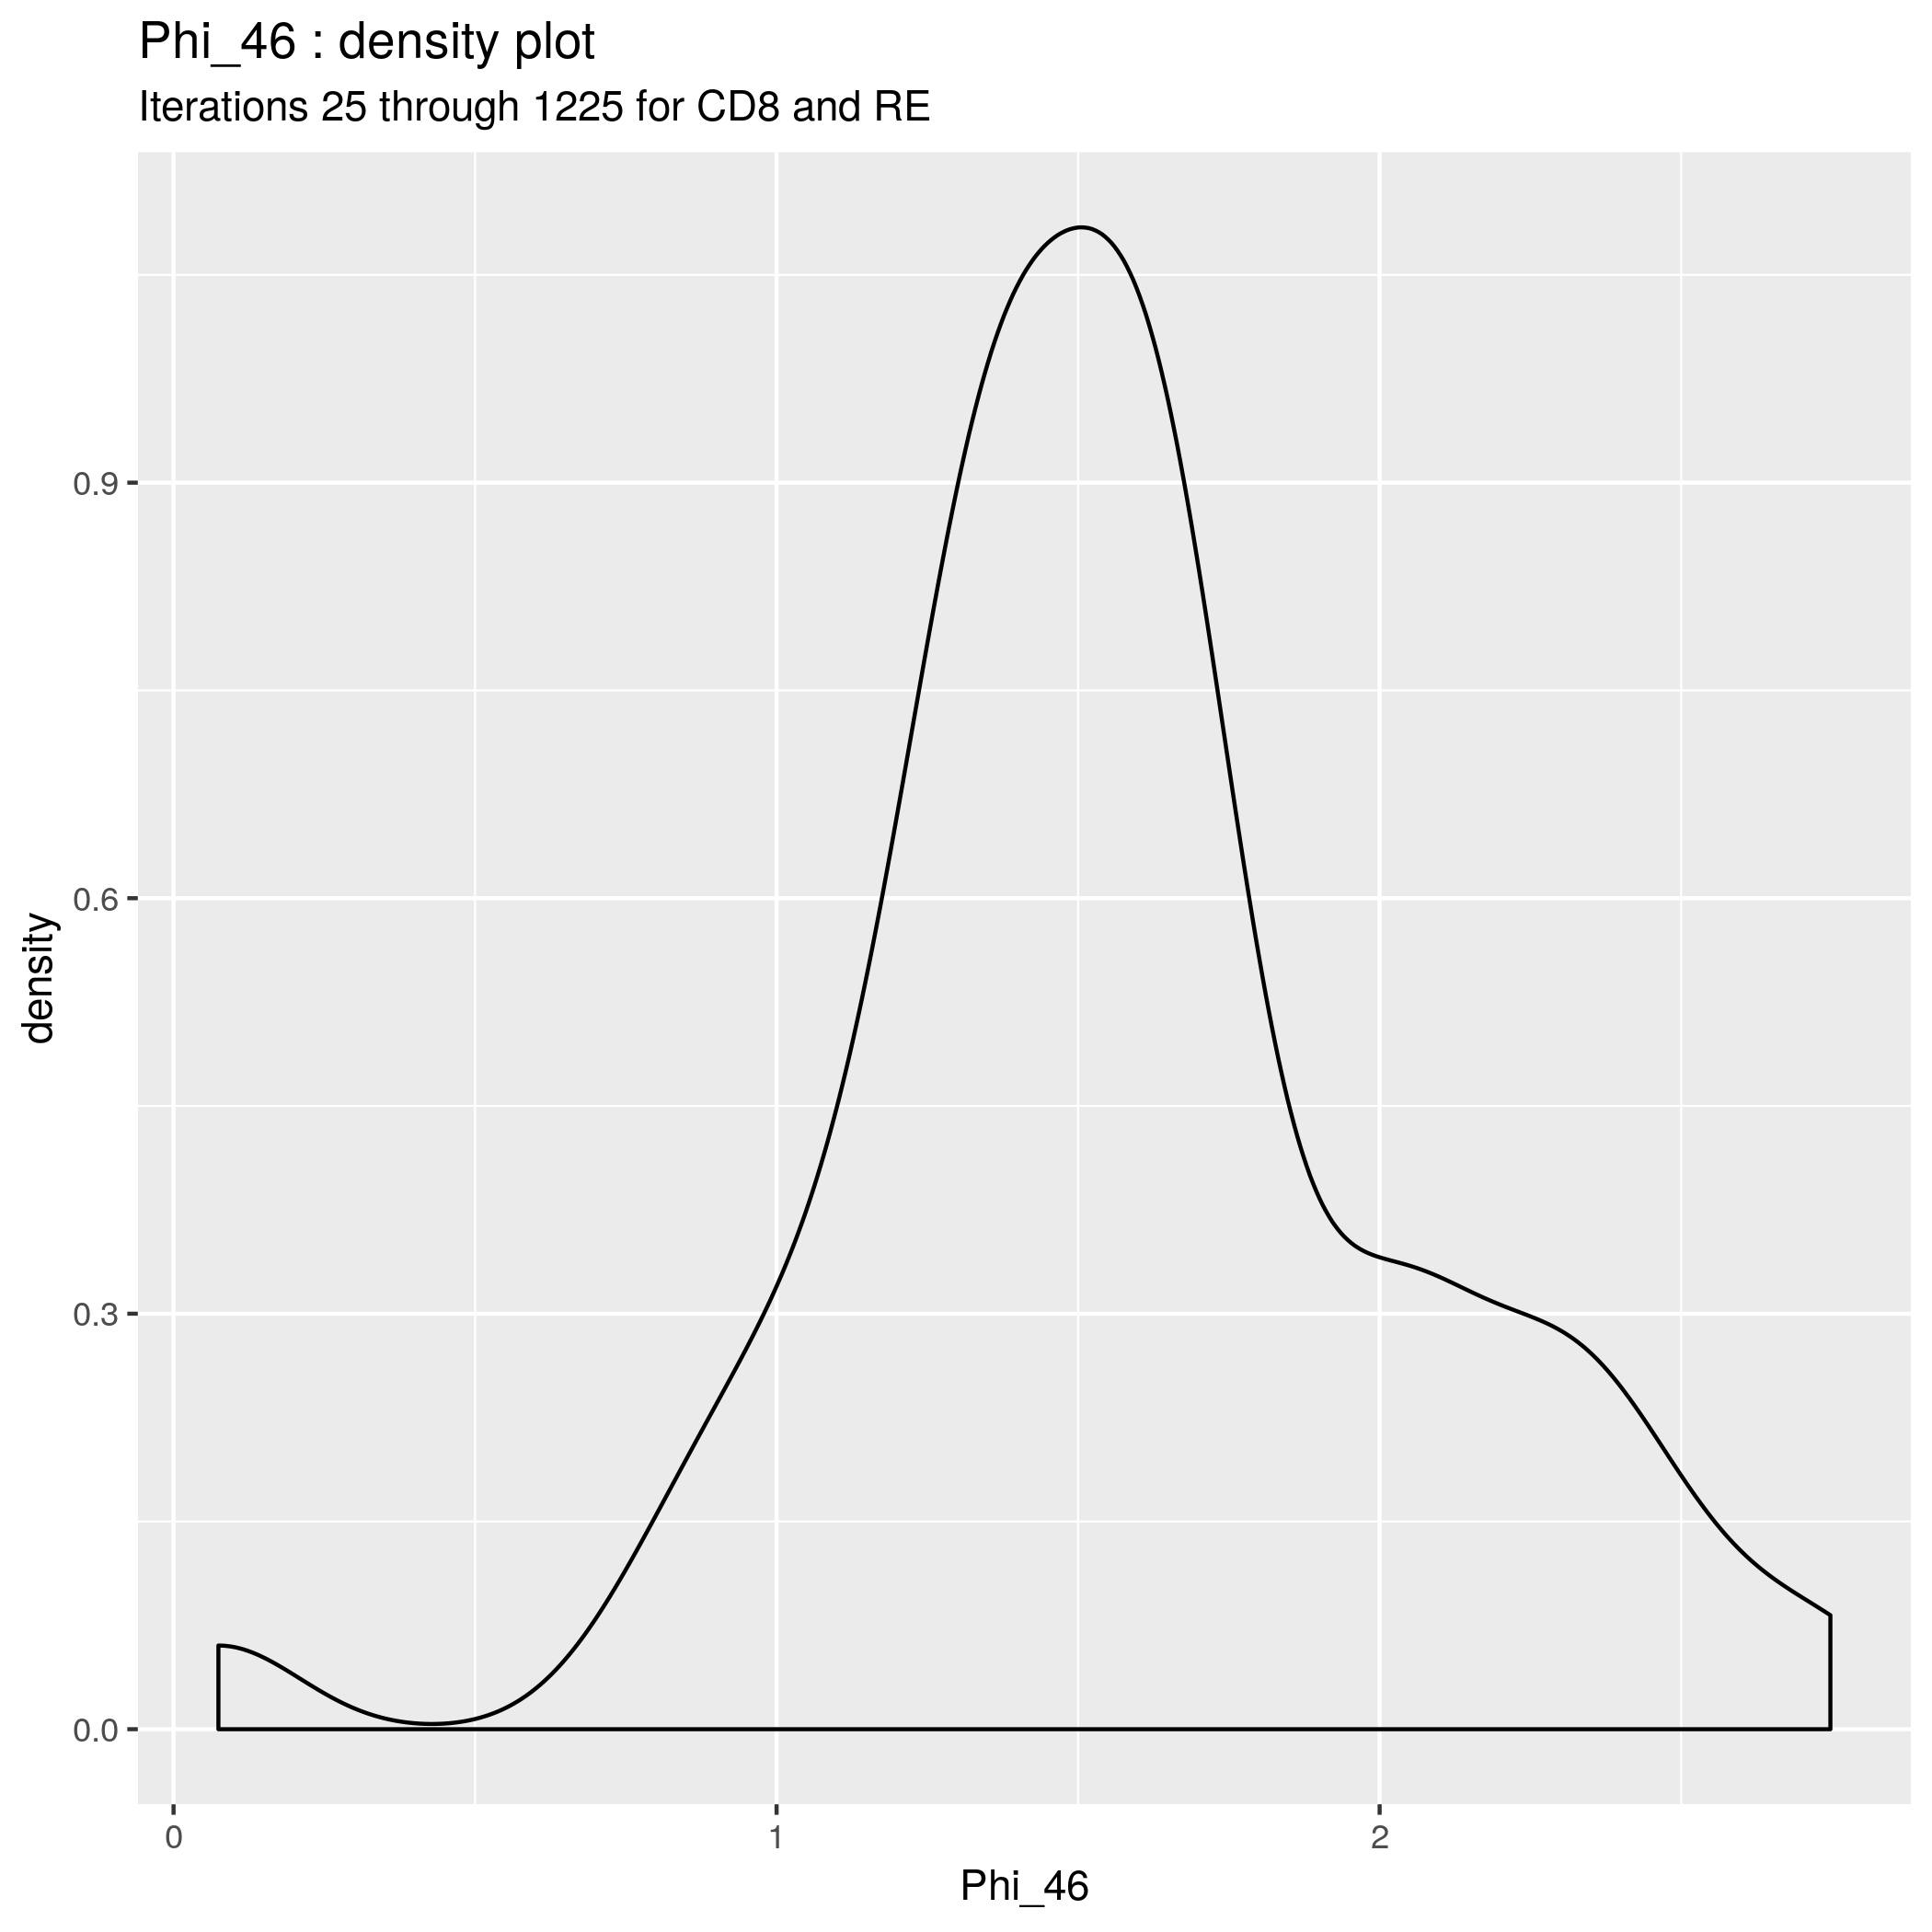 Phi_46 : density plot
Iterations 25 through 1225 for CD8 and RE
density
0.9
0.6
0.3
0.0
0 1 2
Phi_46